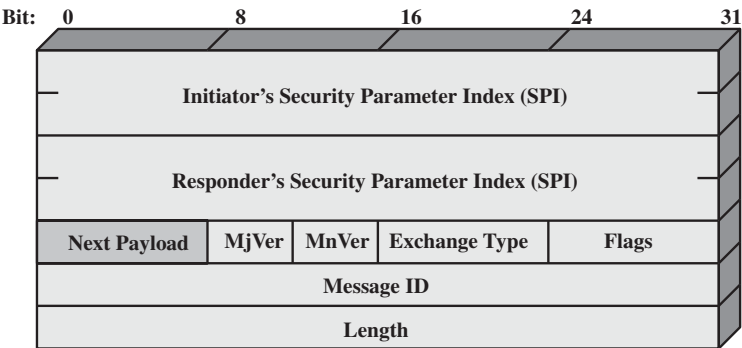 Bit: 0 8 16 24 31
Initiator’s Security Parameter Index (SPI)
Responder’s Security Parameter Index (SPI)
Next Payload MjVer MnVer Exchange Type Flags
Message ID
Length